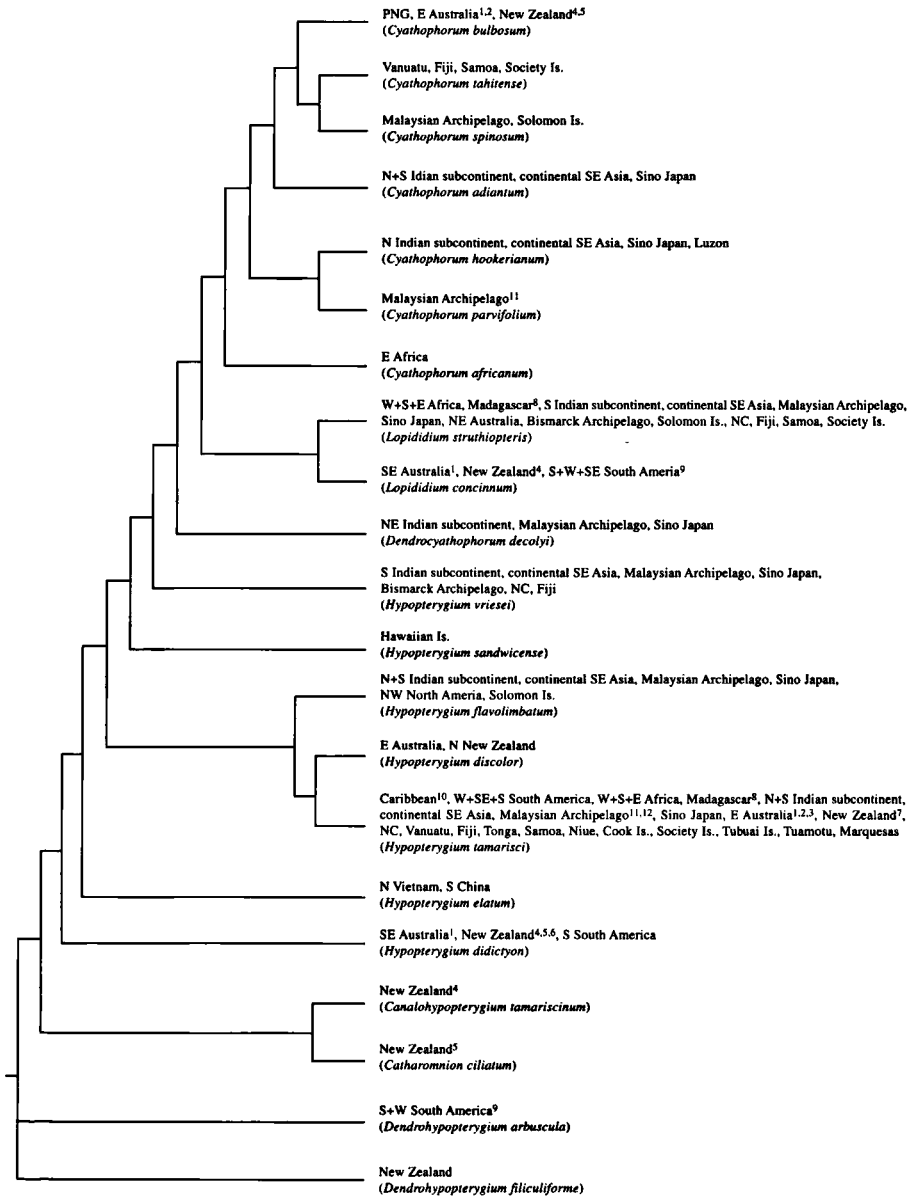 PNG, E Australia1,2, New Zealand4,5
(Cyathophorum bulbosum)
Vanuatu, Fiji, Samoa, Society Is.
(Cyathophorum tahitense)
Malaysian Archipelago, Solomon Is.
(Cyathophorum spinosum)
N+S Idian subcontinent, continental SE Asia, Sino Japan
(Cyathophorum adiantum)
N Indian subcontinent, continental SE Asia, Sino Japan, Luzon
(Cyathophorum hookerianum)
Malaysian Archipelago11
(Cyathophorum parvifolium)
E Africa
(Cyathophorum africanum)
W+S+E Africa, Madagascar8, S Indian subcontinent, continental SE Asia, Malaysian Archipelago,
Sino Japan, NE Australia, Bismarck Archipelago, Solomon Is., NC, Fiji, Samoa, Society Is.
(Lopididium struthiopteris)
SE Australia1, New Zealand4, S+W+SE South Ameria9
(Lopididium concinnum)
NE Indian subcontinent, Malaysian Archipelago, Sino Japan
(Dendrocyathophorum decolyi)
S Indian subcontinent, continental SE Asia, Malaysian Archipelago, Sino Japan,
Bismarck Archipelago, NC, Fiji
(Hypopterygium vriesei)
Hawaiian Is.
(Hypopterygium sandwicense)
N+S Indian subcontinent, continental SE Asia, Malaysian Archipelago, Sino Japan,
NW North Ameria, Solomon Is.
(Hypopterygium flavolimbatum)
E Australia, N New Zealand
(Hypopterygium discolor)
Caribbean10, W+SE+S South America, W+S+E Africa, Madagascar8, N+S Indian subcontinent,
continental SE Asia, Malaysian Archipelago11,12, Sino Japan, E Australia1,2,3, New Zealand7,
NC, Vanuatu, Fiji, Tonga, Samoa, Niue, Cook Is., Society Is., Tubuai Is., Tuamotu, Marquesas
(Hypopterygium tamarisci)
N Vietnam, S China
(Hypopterygium elatum)
SE Australia1, New Zealand4,5,6, S South America
(Hypopterygium didictyon)
New Zealand4
(Canalohypopterygium tamariscinum)
New Zealand5
(Catharomnion ciliatum)
S+W South America9
(Dendrohypopterygium arbuscula)
New Zealand
(Dendrohypopterygium filiculiforme)